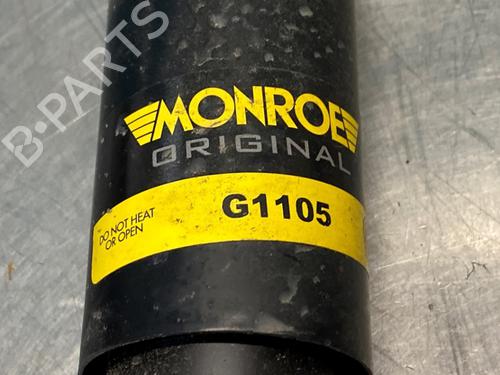 B-PARTS
MONROE
ORIGINAL
DO NOT HEAT
OR OPEN
G1105